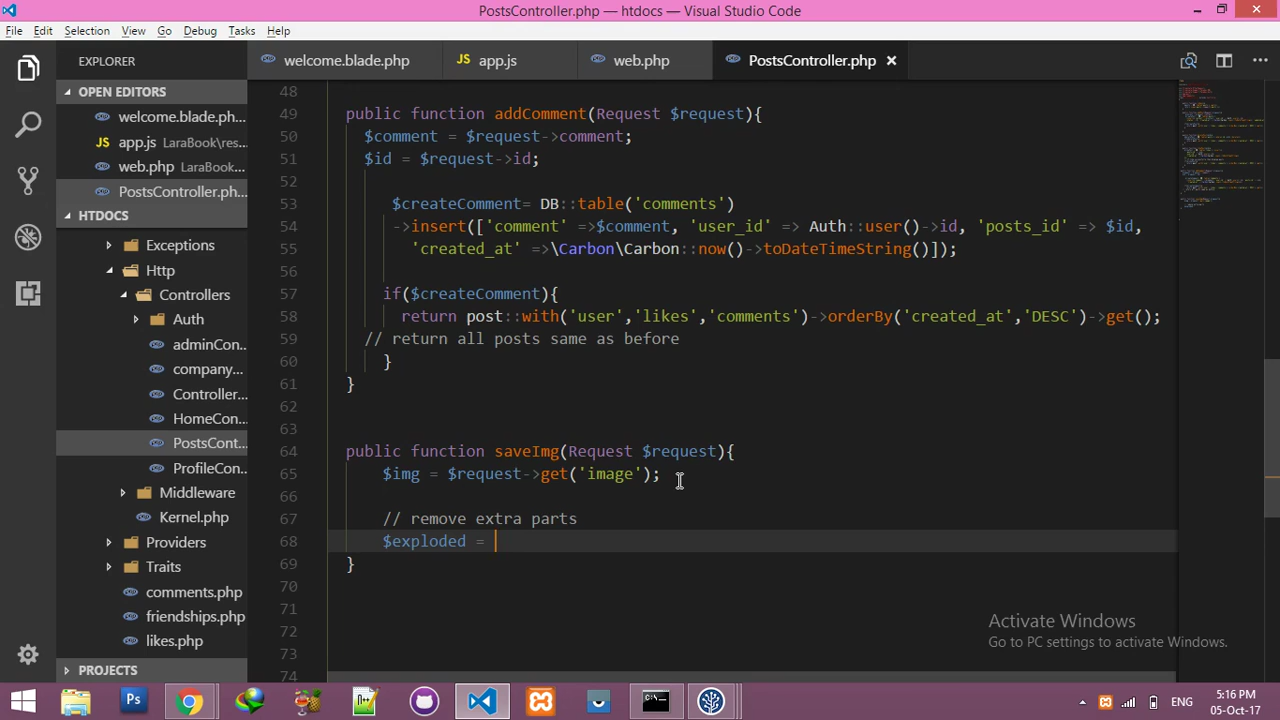 PostsController.php — htdocs — Visual Studio Code
File Edit Selection View Go Debug Tasks Help
EXPLORER
welcome.blade.php JS app.js web.php PostsController.php
OPEN EDITORS
welcome.blade.ph...
JS app.js LaraBook\res...
web.php LaraBook\...
PostsController.ph...
HTDOCS
Exceptions
Http
Controllers
Auth
adminCon...
company...
Controller...
HomeCon...
PostsCont...
ProfileCon...
Middleware
Kernel.php
Providers
Traits
comments.php
friendships.php
likes.php
PROJECTS
48
49 public function addComment(Request $request){
50 $comment = $request->comment;
51 $id = $request->id;
52
53 $createComment= DB::table('comments')
54 ->insert(['comment' =>$comment, 'user_id' => Auth::user()->id, 'posts_id' => $id,
55 'created_at' =>\Carbon\Carbon::now()->toDateTimeString()]);
56
57 if($createComment){
58 return post::with('user','likes','comments')->orderBy('created_at','DESC')->get();
59 // return all posts same as before
60 }
61 }
62
63
64 public function saveImg(Request $request){
65 $img = $request->get('image');
66
67 // remove extra parts
68 $exploded =
69 }
70
71
72
73
74
Activate Windows
Go to PC settings to activate Windows.
Ps
ENG
5:16 PM
05-Oct-17